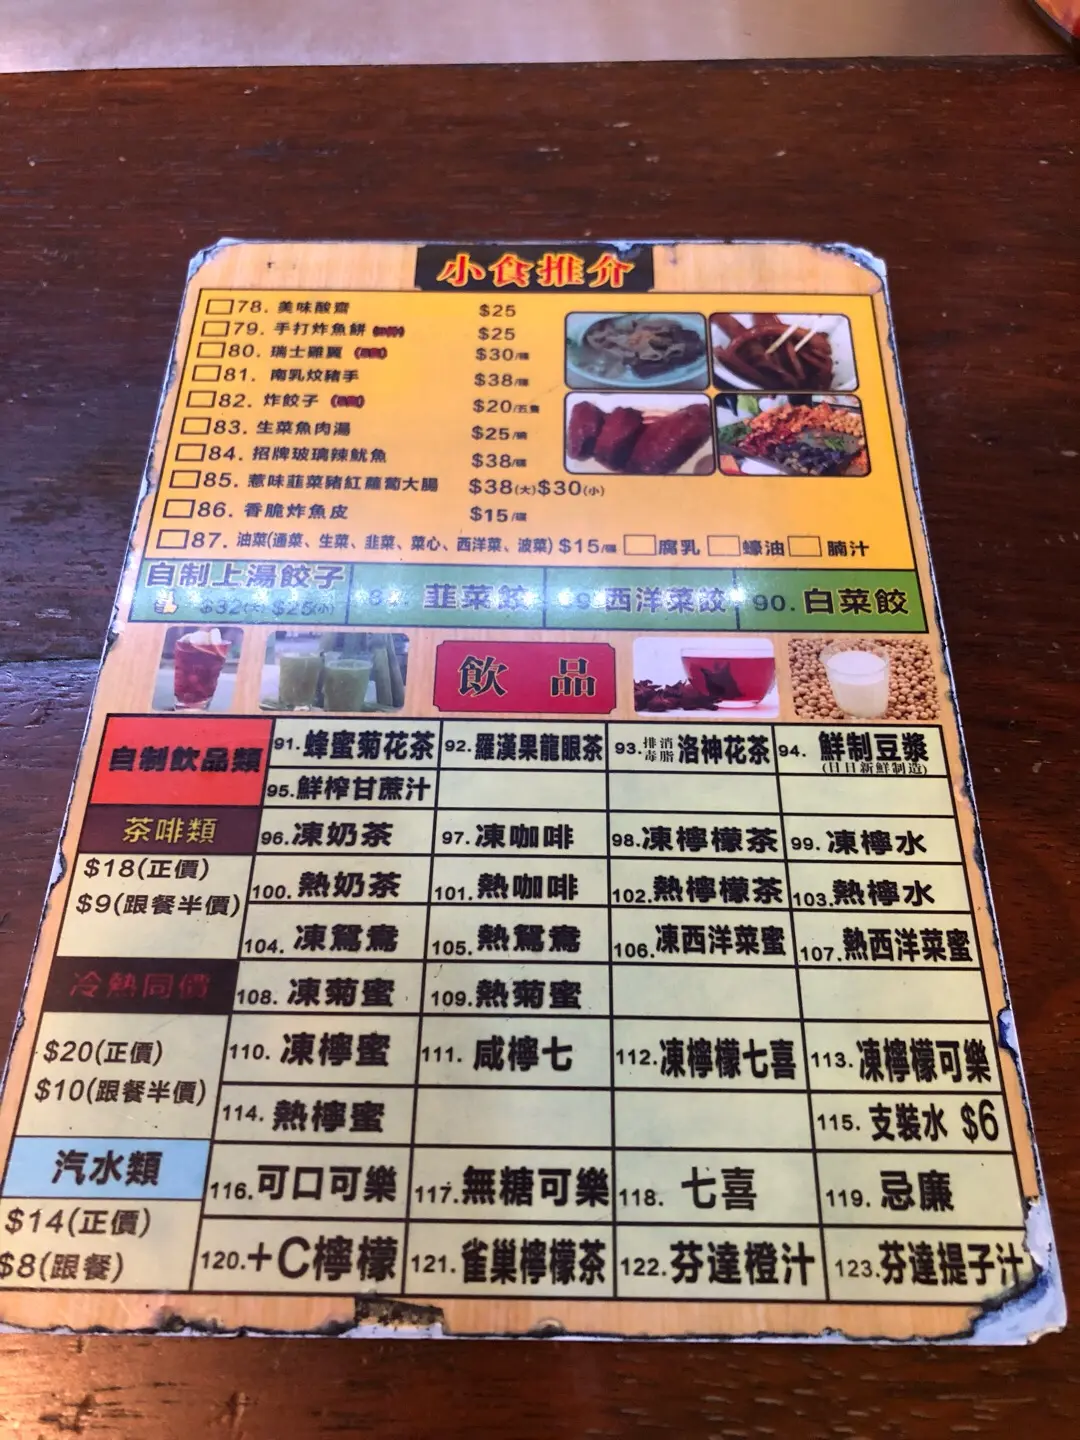 小食推介
78. 美味酸齋 $25
79. 手打炸魚餅 $25
80. 瑞士雞翼 $30/碟
81. 南乳炆豬手 $38/碟
82. 炸餃子 $20/五隻
83. 生菜魚肉湯 $25/碗
84. 招牌玻璃辣魷魚 $38/碟
85. 惹味韮菜豬紅蘿蔔大腸 $38(大)$30(小)
86. 香脆炸魚皮 $15/碟
87. 油菜(通菜、生菜、韮菜、菜心、西洋菜、波菜) $15/碟 腐乳 蠔油 腩汁
自制上湯餃子
$32(大) $25(小)
韮菜餃 西洋菜餃 90. 白菜餃
飲 品
自制飲品類
91. 蜂蜜菊花茶 92. 羅漢果龍眼茶 93. 排毒消脂 洛神花茶 94. 鮮制豆漿
(日日新鮮制造)
95. 鮮榨甘蔗汁
茶啡類
96. 凍奶茶 97. 凍咖啡 98. 凍檸檬茶 99. 凍檸水
$18(正價)
$9(跟餐半價)
100. 熱奶茶 101. 熱咖啡 102. 熱檸檬茶 103. 熱檸水
104. 凍鴛鴦 105. 熱鴛鴦 106. 凍西洋菜蜜 107. 熱西洋菜蜜
冷熱同價
108. 凍菊蜜 109. 熱菊蜜
$20(正價)
$10(跟餐半價)
110. 凍檸蜜 111. 咸檸七 112. 凍檸檬七喜 113. 凍檸檬可樂
114. 熱檸蜜 115. 支裝水 $6
汽水類
116. 可口可樂 117. 無糖可樂 118. 七喜 119. 忌廉
$14(正價)
$8(跟餐)
120. +C檸檬 121. 雀巢檸檬茶 122. 芬達橙汁 123. 芬達提子汁